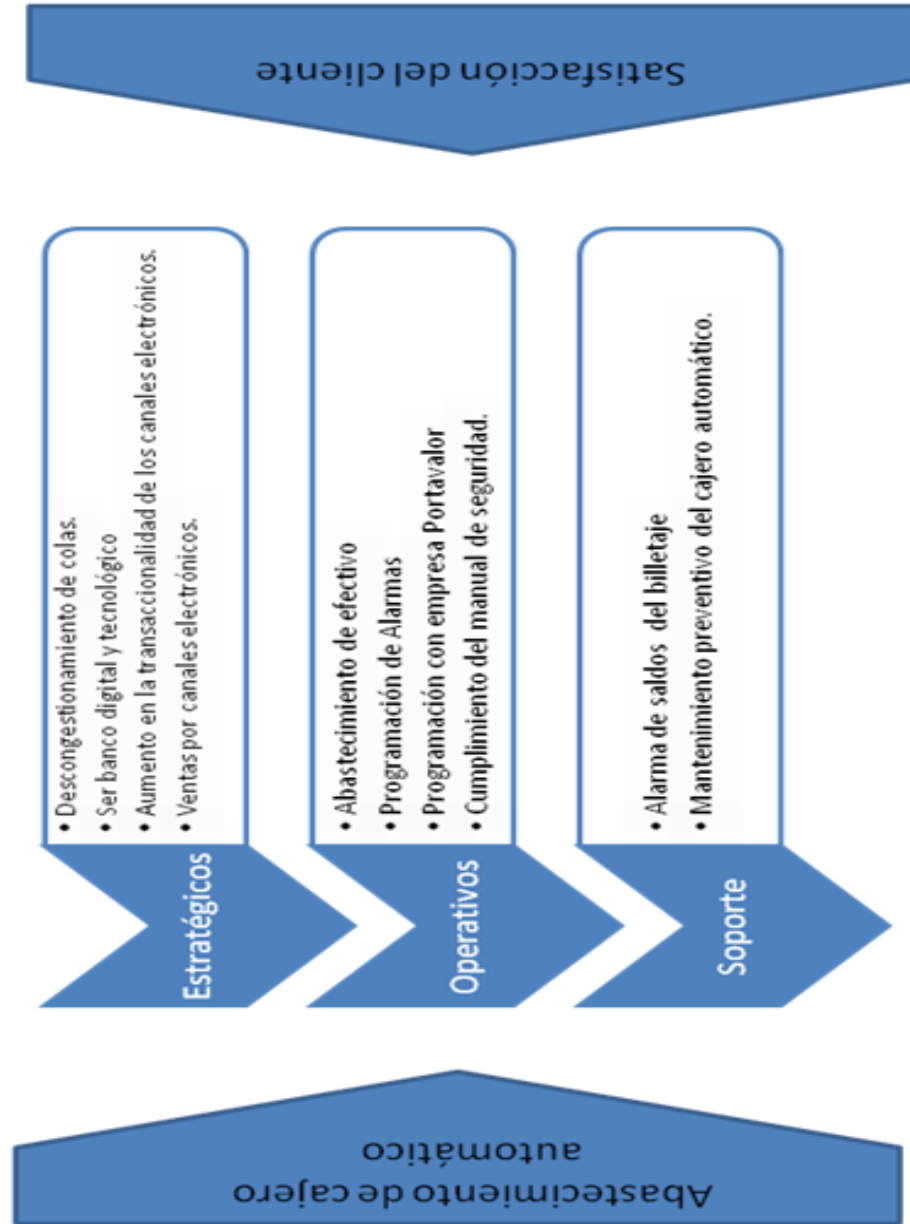 Abastecimiento de cajero
automático
Estratégicos
• Descongestionamiento de colas.
• Ser banco digital y tecnológico
• Aumento en la transaccionalidad de los canales electrónicos.
• Ventas por canales electrónicos.
Operativos
• Abastecimiento de efectivo
• Programación de Alarmas
• Programación con empresa Portavalor
• Cumplimiento del manual de seguridad.
Soporte
• Alarma de saldos del billetaje
• Mantenimiento preventivo del cajero automático.
Satisfacción del cliente